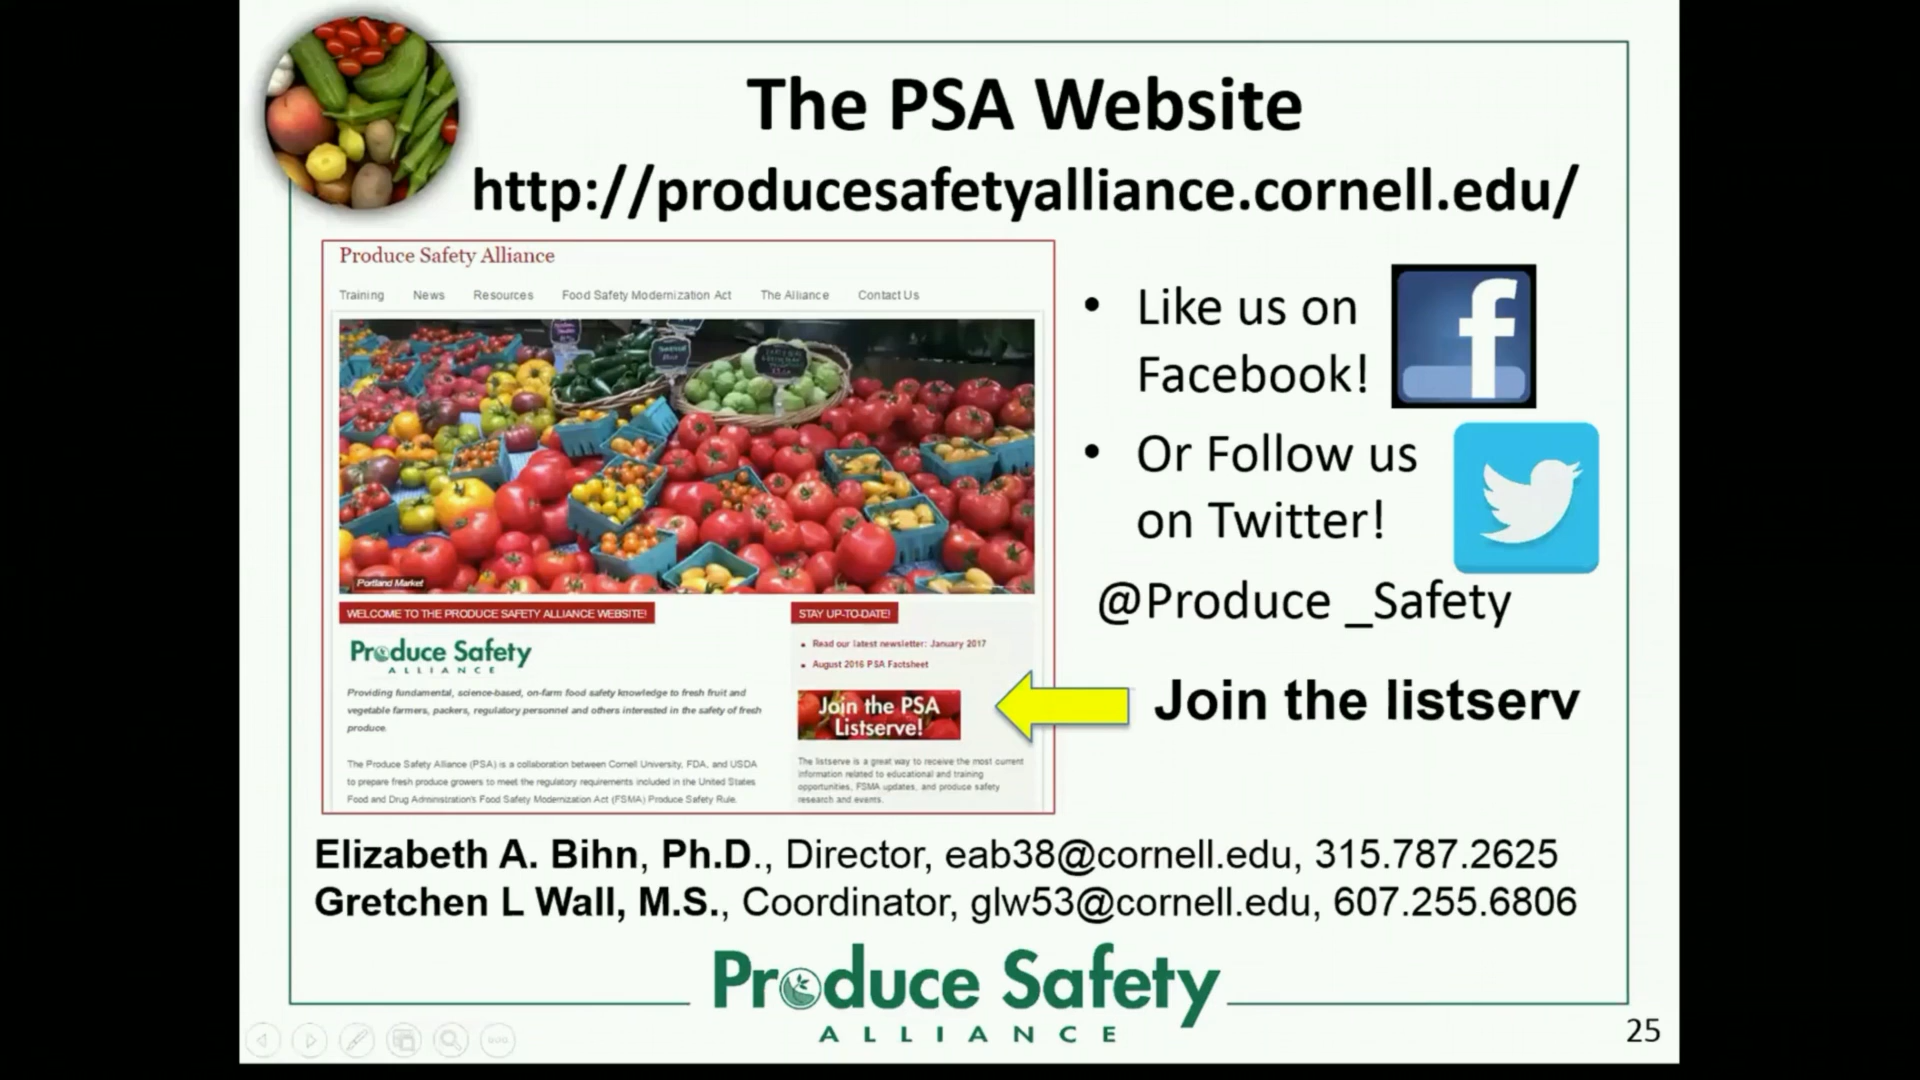 The PSA Website
http://producesafetyalliance.cornell.edu/
Produce Safety Alliance
Training News Resources Food Safety Modernization Act The Alliance Contact Us
Portland Market
WELCOME TO THE PRODUCE SAFETY ALLIANCE WEBSITE!
Produce Safety
ALLIANCE
Providing fundamental, science-based, on-farm food safety knowledge to fresh fruit and
vegetable farmers, packers, regulatory personnel and others interested in the safety of fresh
produce.
The Produce Safety Alliance (PSA) is a collaboration between Cornell University, FDA, and USDA
to prepare fresh produce growers to meet the regulatory requirements included in the United States
Food and Drug Administration's Food Safety Modernization Act (FSMA) Produce Safety Rule.
STAY UP-TO-DATE!
• Read our latest newsletter: January 2017
• August 2016 PSA Factsheet
Join the PSA
Listserve!
The listserve is a great way to receive the most current
information related to educational and training
opportunities, FSMA updates, and produce safety
research and events.
• Like us on
Facebook!
f
• Or Follow us
on Twitter!
@Produce _Safety
Join the listserv
Elizabeth A. Bihn, Ph.D., Director, eab38@cornell.edu, 315.787.2625
Gretchen L Wall, M.S., Coordinator, glw53@cornell.edu, 607.255.6806
Produce Safety
ALLIANCE
25